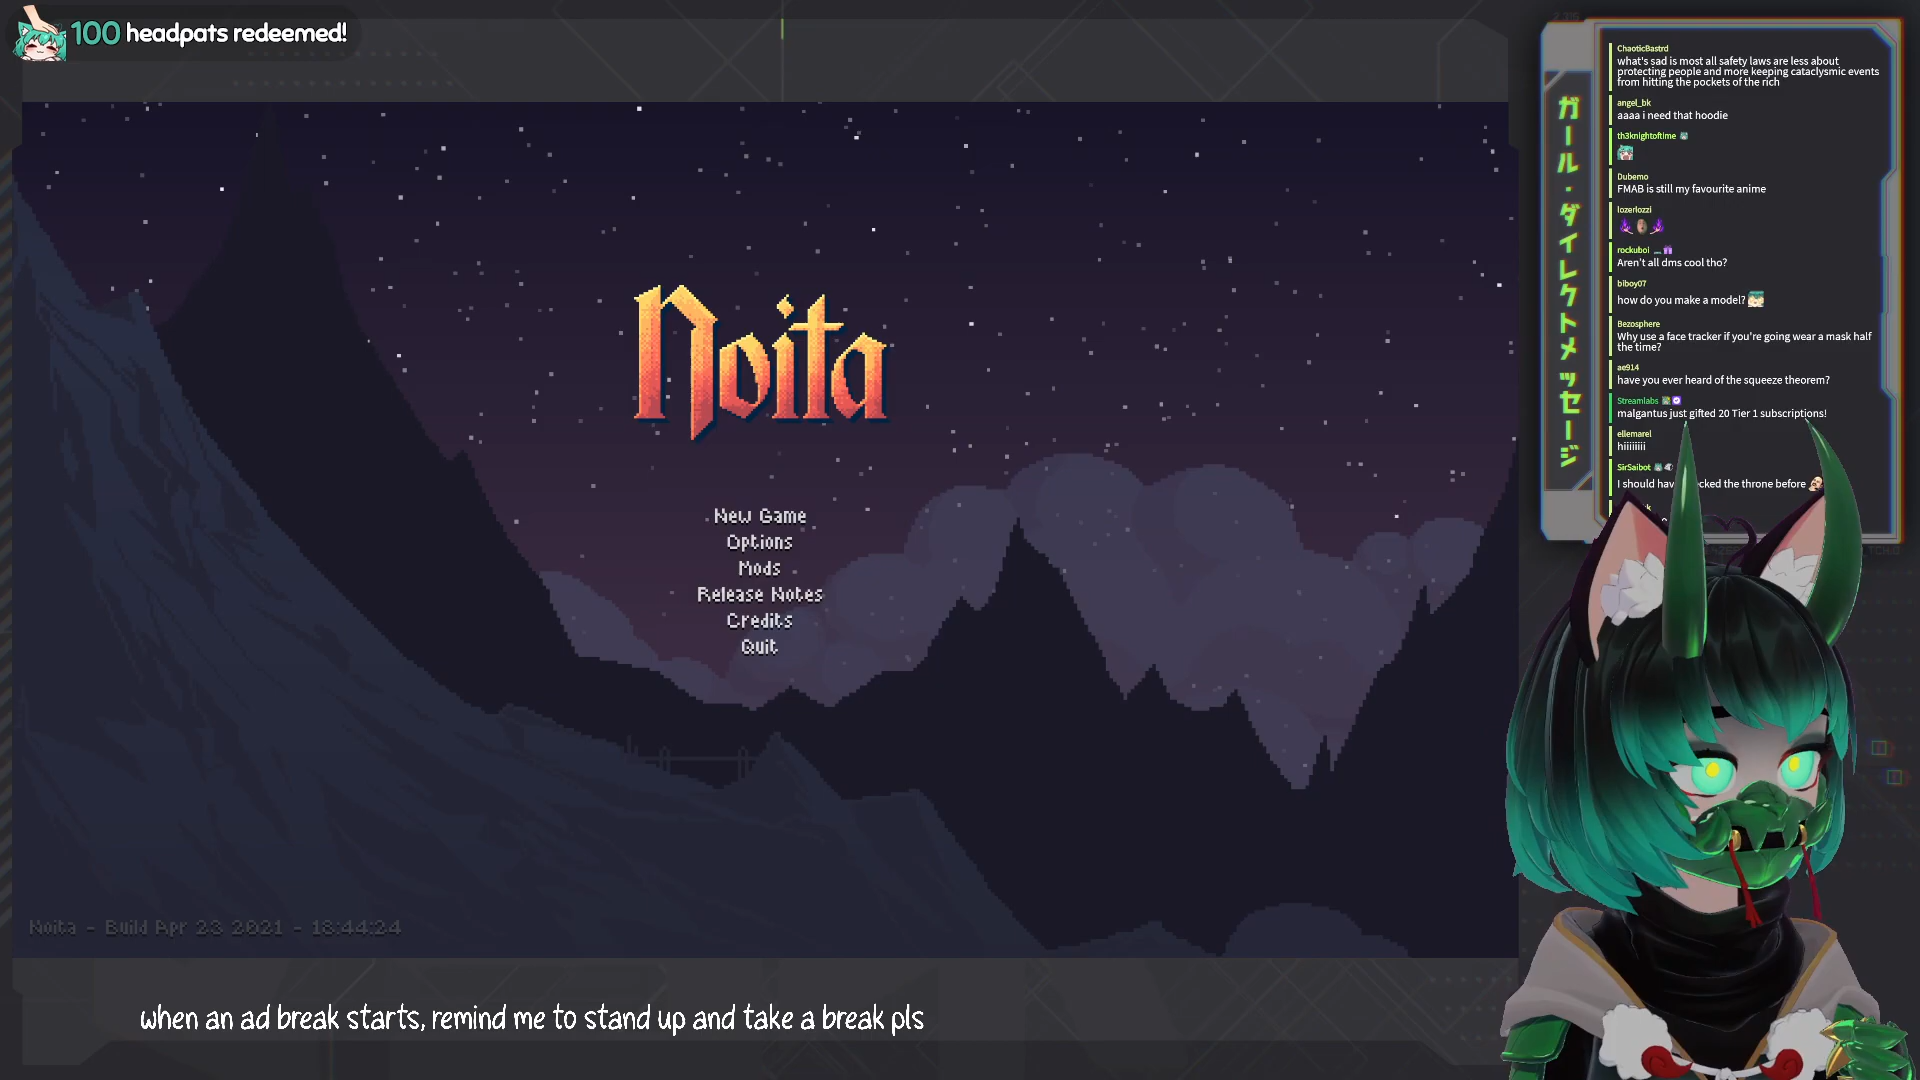 100 headpats redeemed!
ChaoticBastrd
what's sad is most all safety laws are less about
protecting people and more keeping cataclysmic events
from hitting the pockets of the rich
angel_bk
aaaa i need that hoodie
th3knightoftime
Dubemo
FMAB is still my favourite anime
lozerlozzi
rockuboi
Aren't all dms cool tho?
biboy07
how do you make a model?
Bezosphere
Why use a face tracker if you're going wear a mask half
the time?
ae914
have you ever heard of the squeeze theorem?
Streamlabs
malgantus just gifted 20 Tier 1 subscriptions!
ellemarel
hiiiiiiii
SirSaibot
I should hav cked the throne before
ガール・ダイレクトメッセージ
Noita
New Game
Options
Mods
Release Notes
Credits
Quit
Noita - Build Apr 23 2021 - 18:44:24
when an ad break starts, remind me to stand up and take a break pls